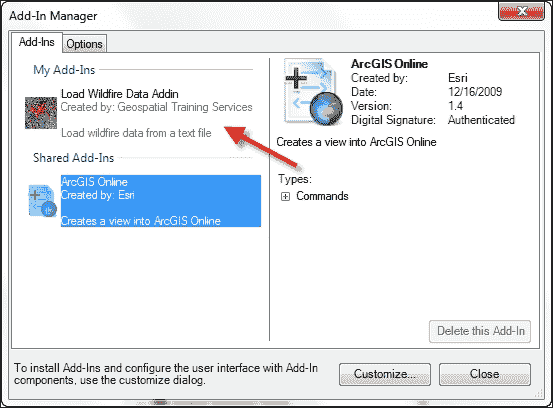 Add-In Manager
Add-Ins
Options
My Add-Ins
Load Wildfire Data Addin
Created by: Geospatial Training Services
Load wildfire data from a text file
Shared Add-Ins
ArcGIS Online
Created by: Esri
Creates a view into ArcGIS Online
ArcGIS Online
Created by: Esri
Date: 12/16/2009
Version: 1.4
Digital Signature: Authenticated
Creates a view into ArcGIS Online
Types:
Commands
Delete this Add-In
To install Add-Ins and configure the user interface with Add-In
components, use the customize dialog.
Customize...
Close